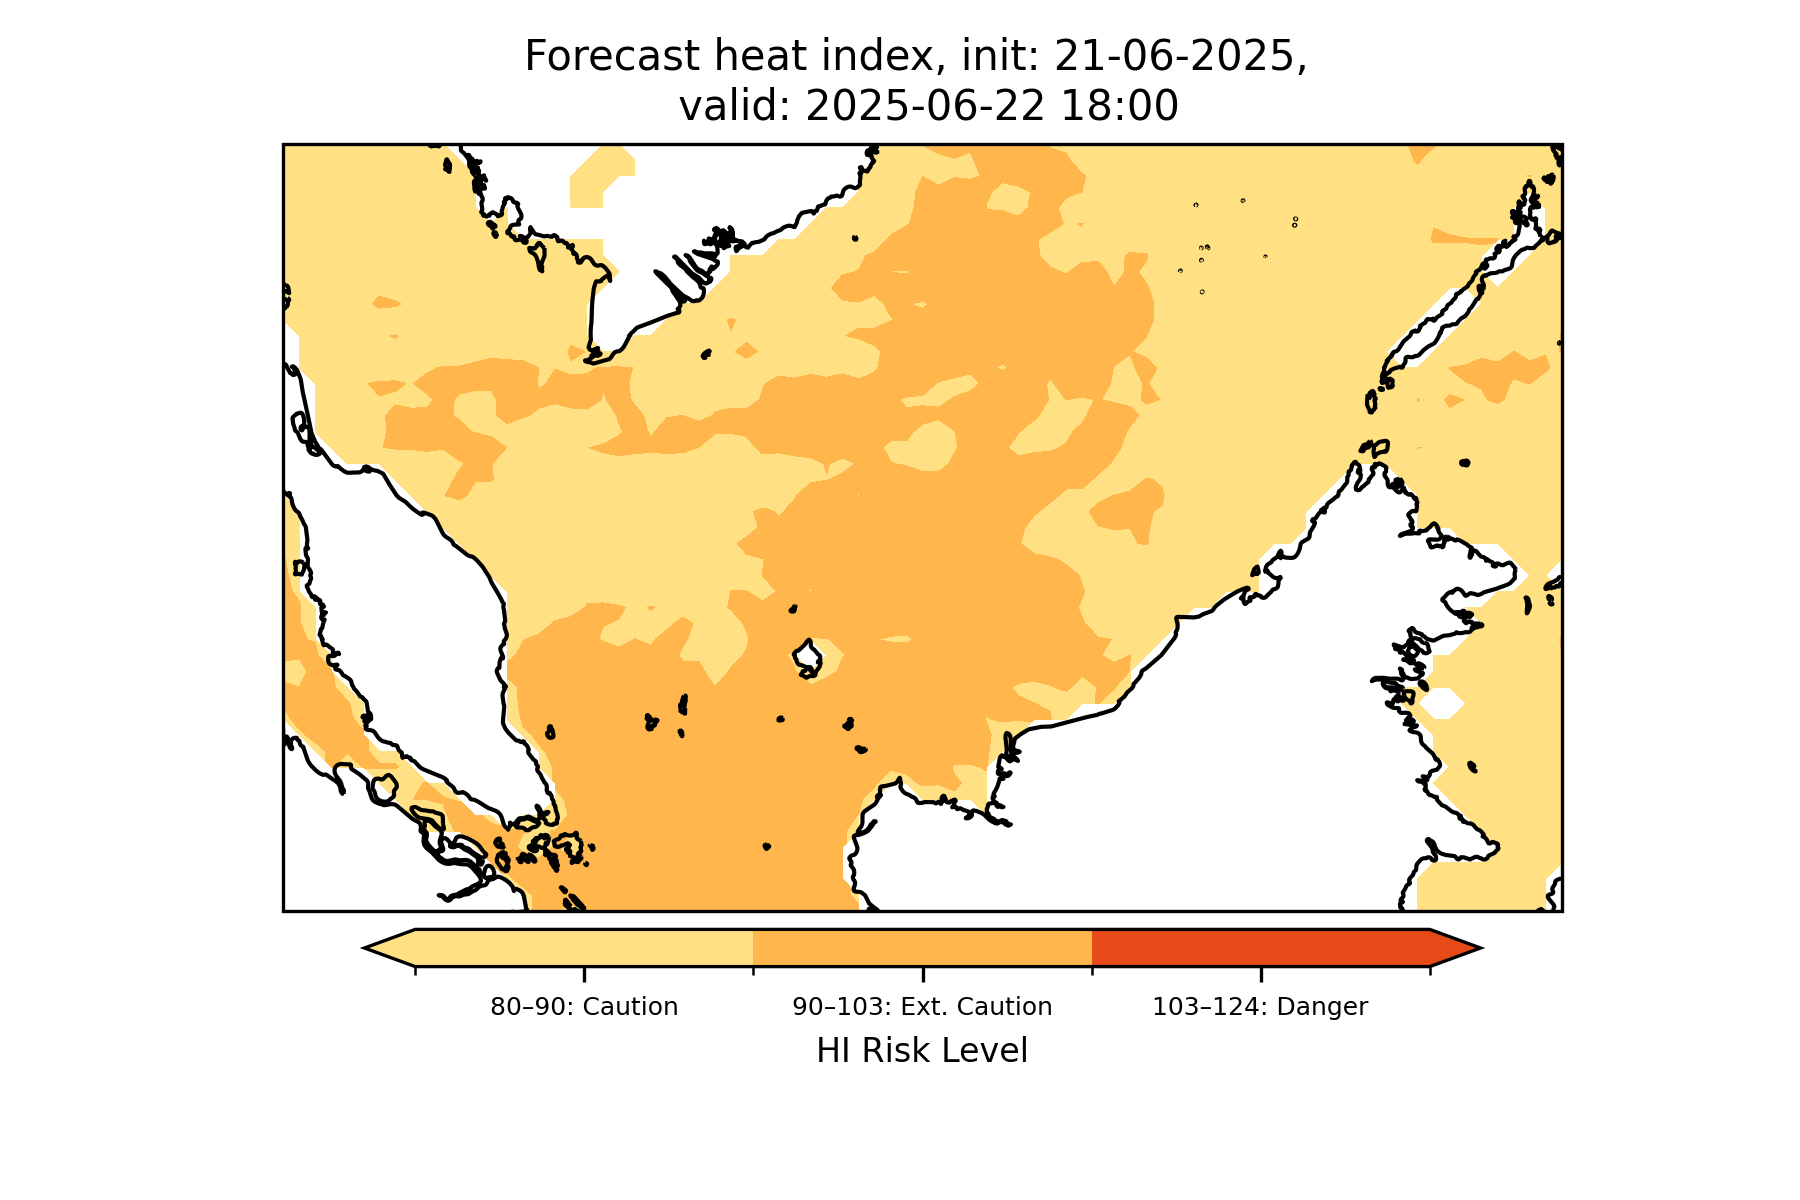 Forecast heat index, init: 21-06-2025,
valid: 2025-06-22 18:00
80–90: Caution
90–103: Ext. Caution
103–124: Danger
HI Risk Level